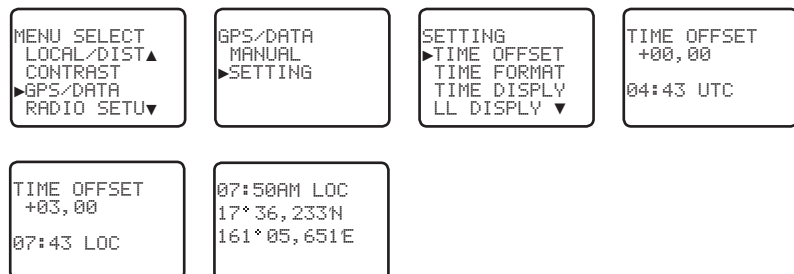 MENU SELECT
LOCAL/DIST▲
CONTRAST
►GPS/DATA
RADIO SETU▼
GPS/DATA
MANUAL
►SETTING
SETTING
►TIME OFFSET
TIME FORMAT
TIME DISPLY
LL DISPLY ▼
TIME OFFSET
+00,00
04:43 UTC
TIME OFFSET
+03,00
07:43 LOC
07:50AM LOC
17°36,233'N
161°05,651'E